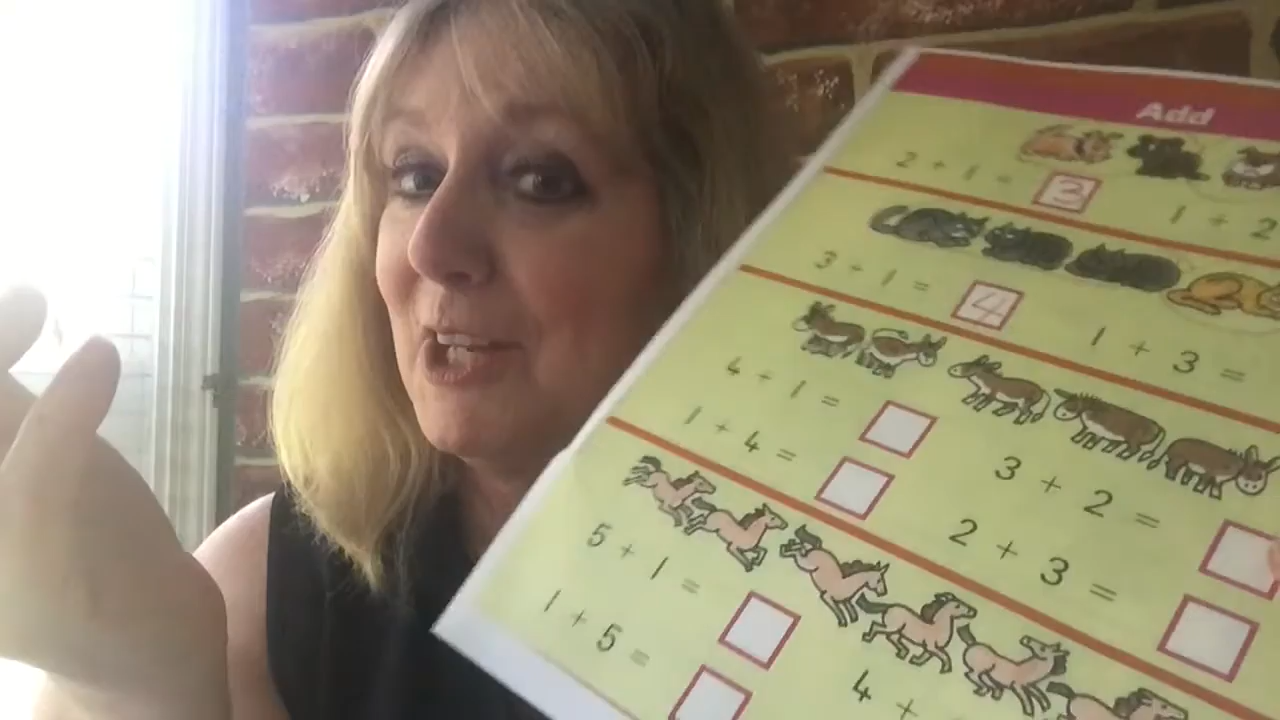 Add
2 + 1 = 3
1 + 2
3 + 1 = 4
1 + 3 =
4 + 1 =
1 + 4 =
3 + 2 =
2 + 3 =
5 + 1 =
1 + 5 =
4 +